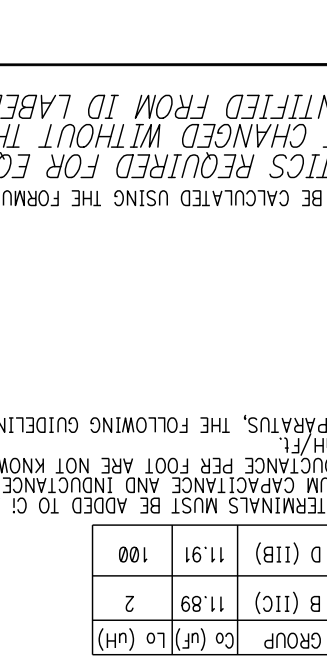 GROUP Co (uf) Lo (uH)
B (IIC) 11.89 2
D (IIB) 11.91 100
TERMINALS MUST BE ADDED TO Ci
UM CAPACITANCE AND INDUCTANCE
UCTANCE PER FOOT ARE NOT KNOW
uH/Ft.
PARATUS, THE FOLLOWING GUIDELIN
BE CALCULATED USING THE FORMU
TICS REQUIRED FOR EQ
T CHANGED WITHOUT TH
NTIFIED FROM ID LABE